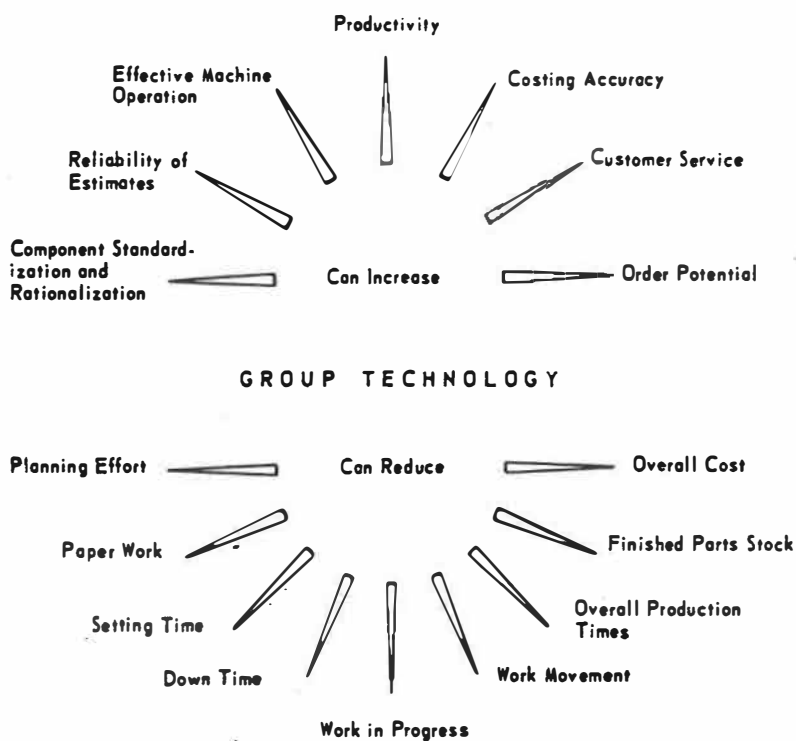 Productivity
Effective Machine
Operation
Costing Accuracy
Reliability of
Estimates
Customer Service
Component Standard-
ization and
Rationalization
Can Increase
Order Potential
GROUP TECHNOLOGY
Planning Effort
Can Reduce
Overall Cost
Paper Work
Finished Parts Stock
Setting Time
Overall Production
Times
Down Time
Work Movement
Work in Progress